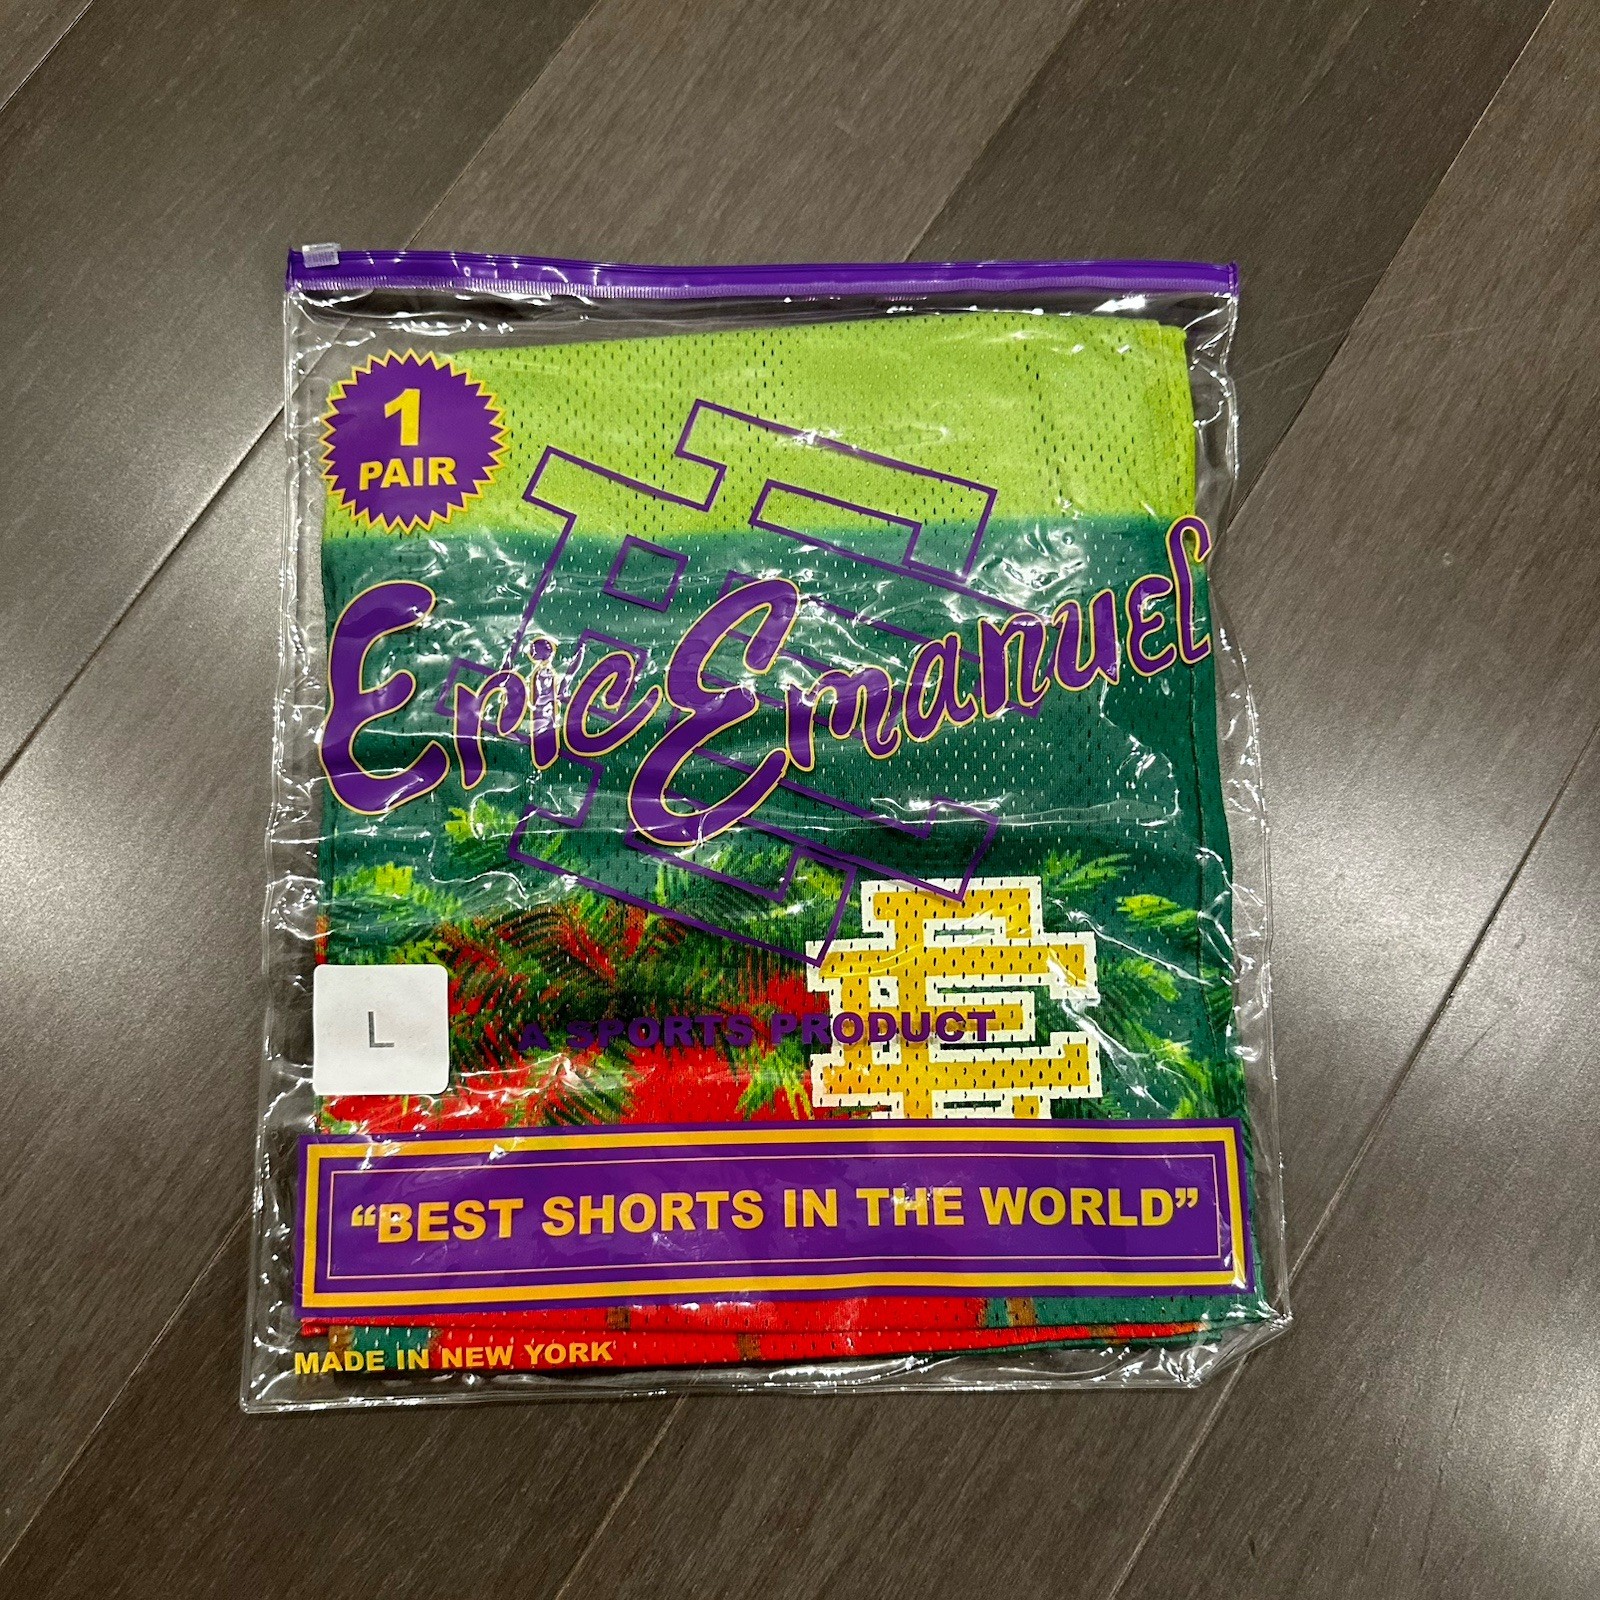 1
PAIR
Eric Emanuel
L
A SPORTS PRODUCT
“BEST SHORTS IN THE WORLD”
MADE IN NEW YORK